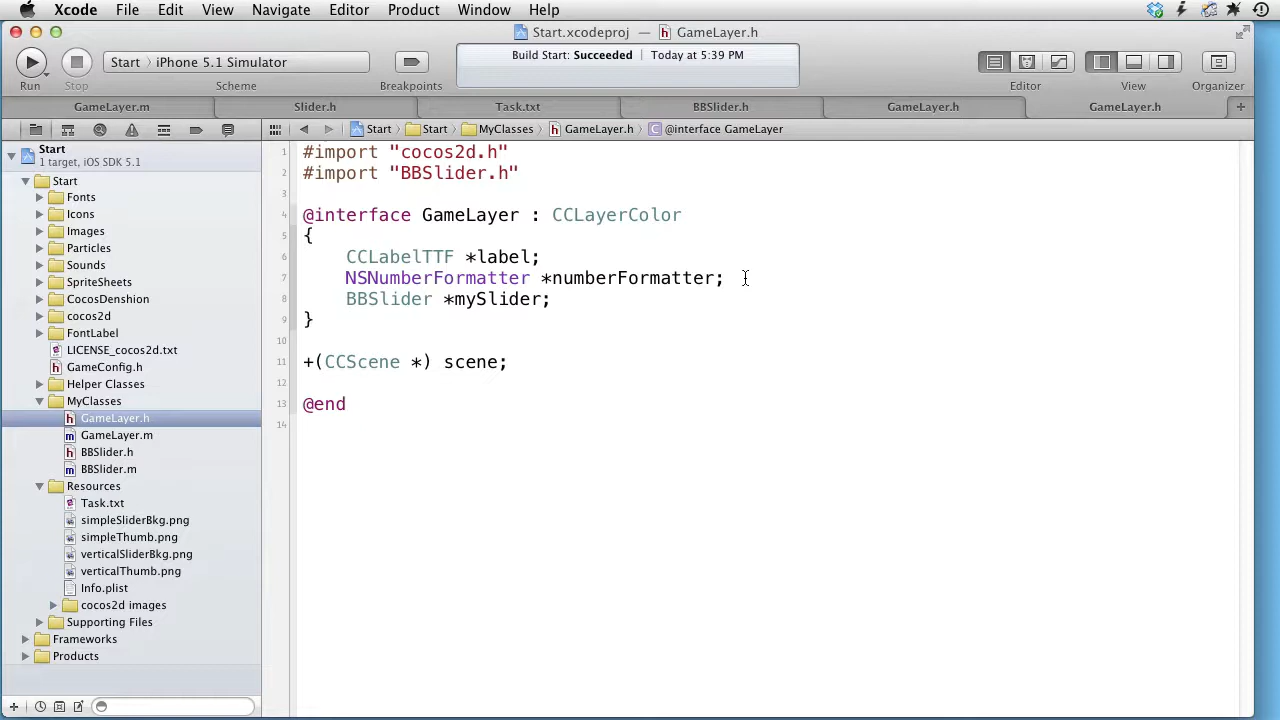 Xcode File Edit View Navigate Editor Product Window Help
Start.xcodeproj — GameLayer.h
Build Start: Succeeded | Today at 5:39 PM
Start › iPhone 5.1 Simulator
Run Stop Scheme Breakpoints Editor View Organizer
GameLayer.m Slider.h Task.txt BBSlider.h GameLayer.h GameLayer.h +
Start › Start › MyClasses › GameLayer.h › @interface GameLayer
Start
1 target, iOS SDK 5.1
Start
Fonts
Icons
Images
Particles
Sounds
SpriteSheets
CocosDenshion
cocos2d
FontLabel
LICENSE_cocos2d.txt
GameConfig.h
Helper Classes
MyClasses
GameLayer.h
GameLayer.m
BBSlider.h
BBSlider.m
Resources
Task.txt
simpleSliderBkg.png
simpleThumb.png
verticalSliderBkg.png
verticalThumb.png
Info.plist
cocos2d images
Supporting Files
Frameworks
Products
1 #import "cocos2d.h"
2 #import "BBSlider.h"
3
4 @interface GameLayer : CCLayerColor
5 {
6 CCLabelTTF *label;
7 NSNumberFormatter *numberFormatter;
8 BBSlider *mySlider;
9 }
10
11 +(CCScene *) scene;
12
13 @end
14